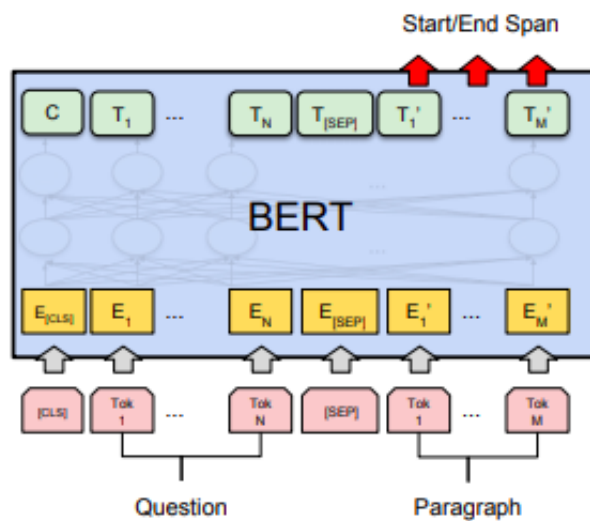 Start/End Span
C T1 ... TN T[SEP] T1' ... TM'
...
BERT
...
E[CLS] E1 ... EN E[SEP] E1' ... EM'
[CLS] Tok 1 ... Tok N [SEP] Tok 1 ... Tok M
Question Paragraph